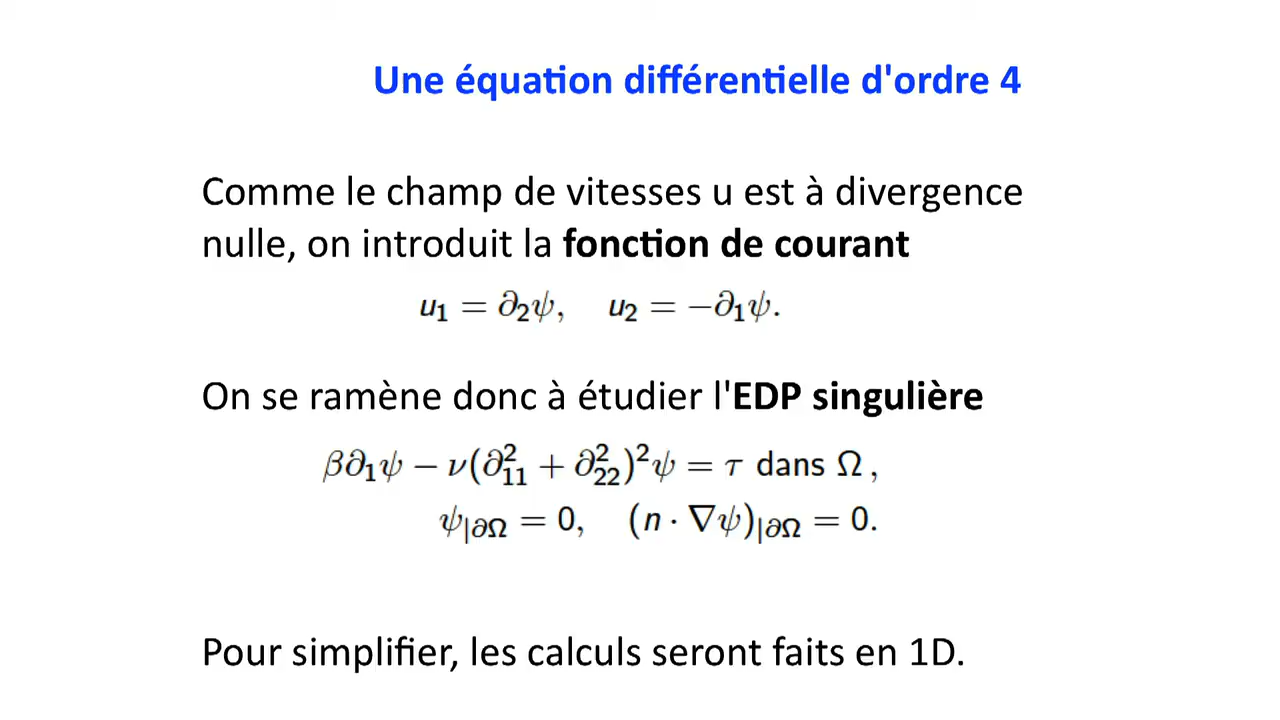 Une équation différentielle d'ordre 4
Comme le champ de vitesses u est à divergence
nulle, on introduit la fonction de courant
u₁ = ∂₂ψ, u₂ = −∂₁ψ.
On se ramène donc à étudier l'EDP singulière
β∂₁ψ − ν(∂²₁₁ + ∂²₂₂)²ψ = τ dans Ω,
ψ|∂Ω = 0, (n · ∇ψ)|∂Ω = 0.
Pour simplifier, les calculs seront faits en 1D.